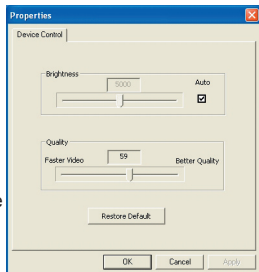 Properties
Device Control
Brightness
5000
Auto
Quality
Faster Video
59
Better Quality
Restore Default
e
OK
Cancel
Apply